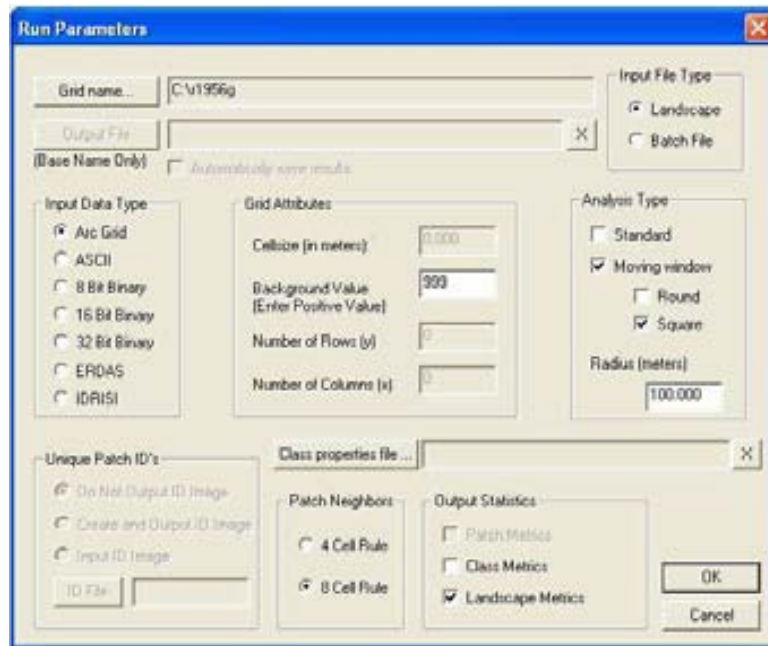 Run Parameters
Grid name...
C:\r1956g
Input File Type
Landscape
Batch File
Output File
X
(Base Name Only)
Automatically save results
Input Data Type
Arc Grid
ASCII
8 Bit Binary
16 Bit Binary
32 Bit Binary
ERDAS
IDRISI
Grid Attributes
Cellsize (in meters)
0.000
Background Value
(Enter Positive Value)
999
Number of Rows (y)
0
Number of Columns (x)
0
Analysis Type
Standard
Moving window
Round
Square
Radius (meters)
100.000
Class properties file ...
X
Unique Patch ID's
Do Not Output ID Image
Create and Output ID Image
Input ID Image
ID File
Patch Neighbors
4 Cell Rule
8 Cell Rule
Output Statistics
Patch Metrics
Class Metrics
Landscape Metrics
OK
Cancel